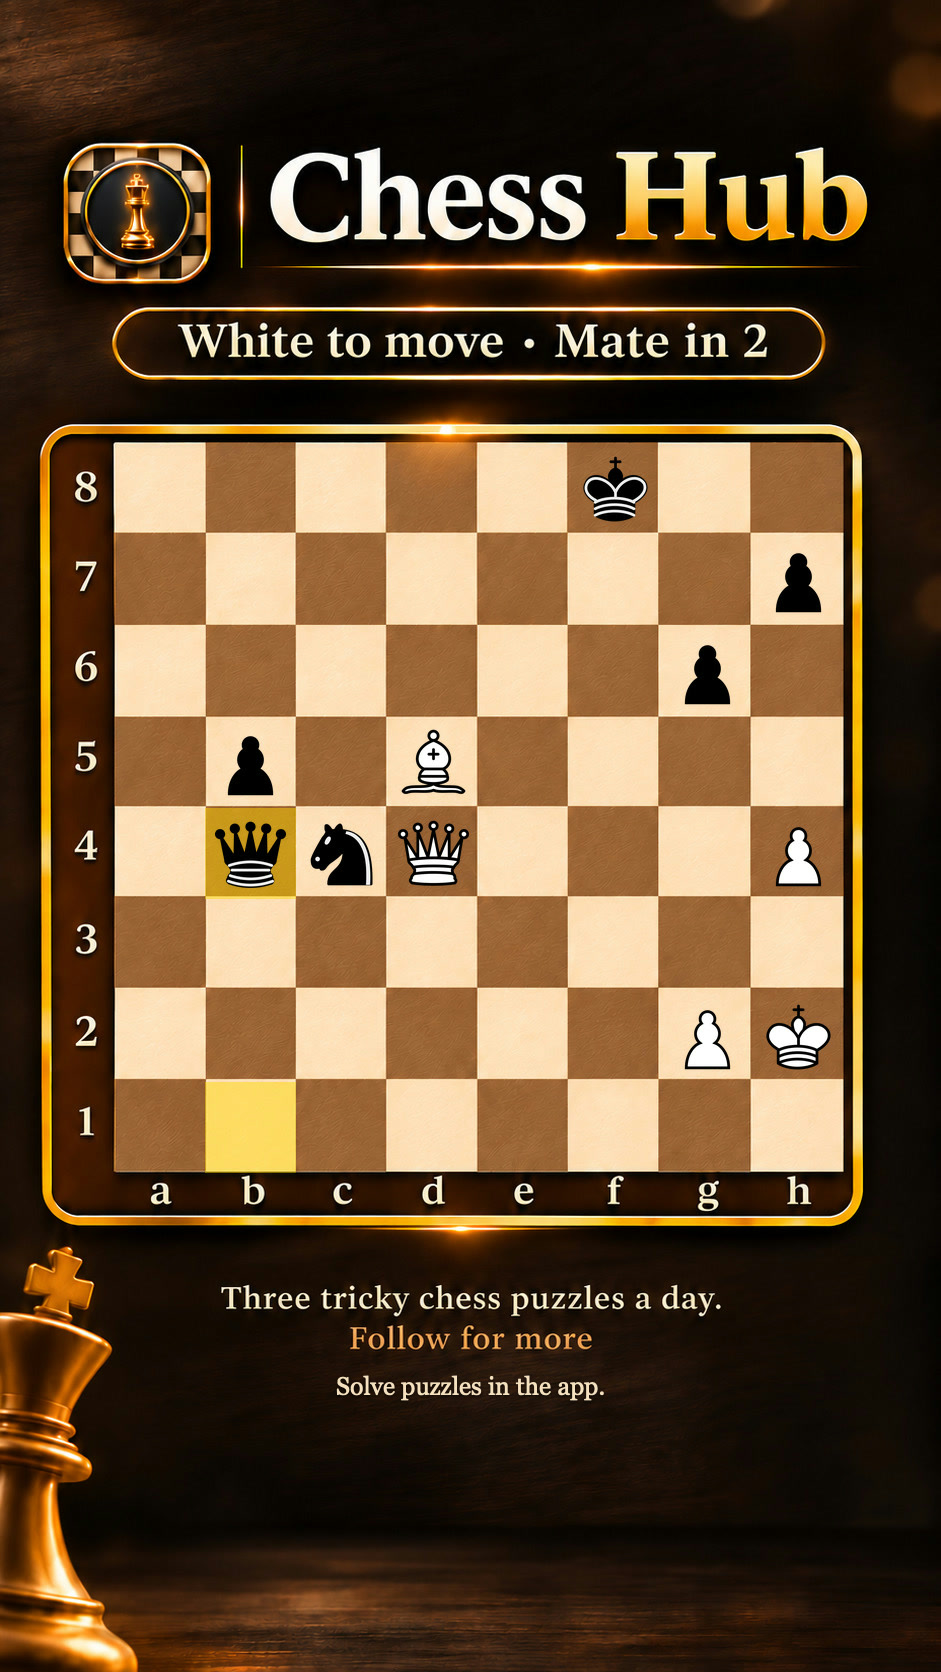 Chess Hub
White to move • Mate in 2
8
7
6
5
4
3
2
1
a b c d e f g h
Three tricky chess puzzles a day.
Follow for more
Solve puzzles in the app.